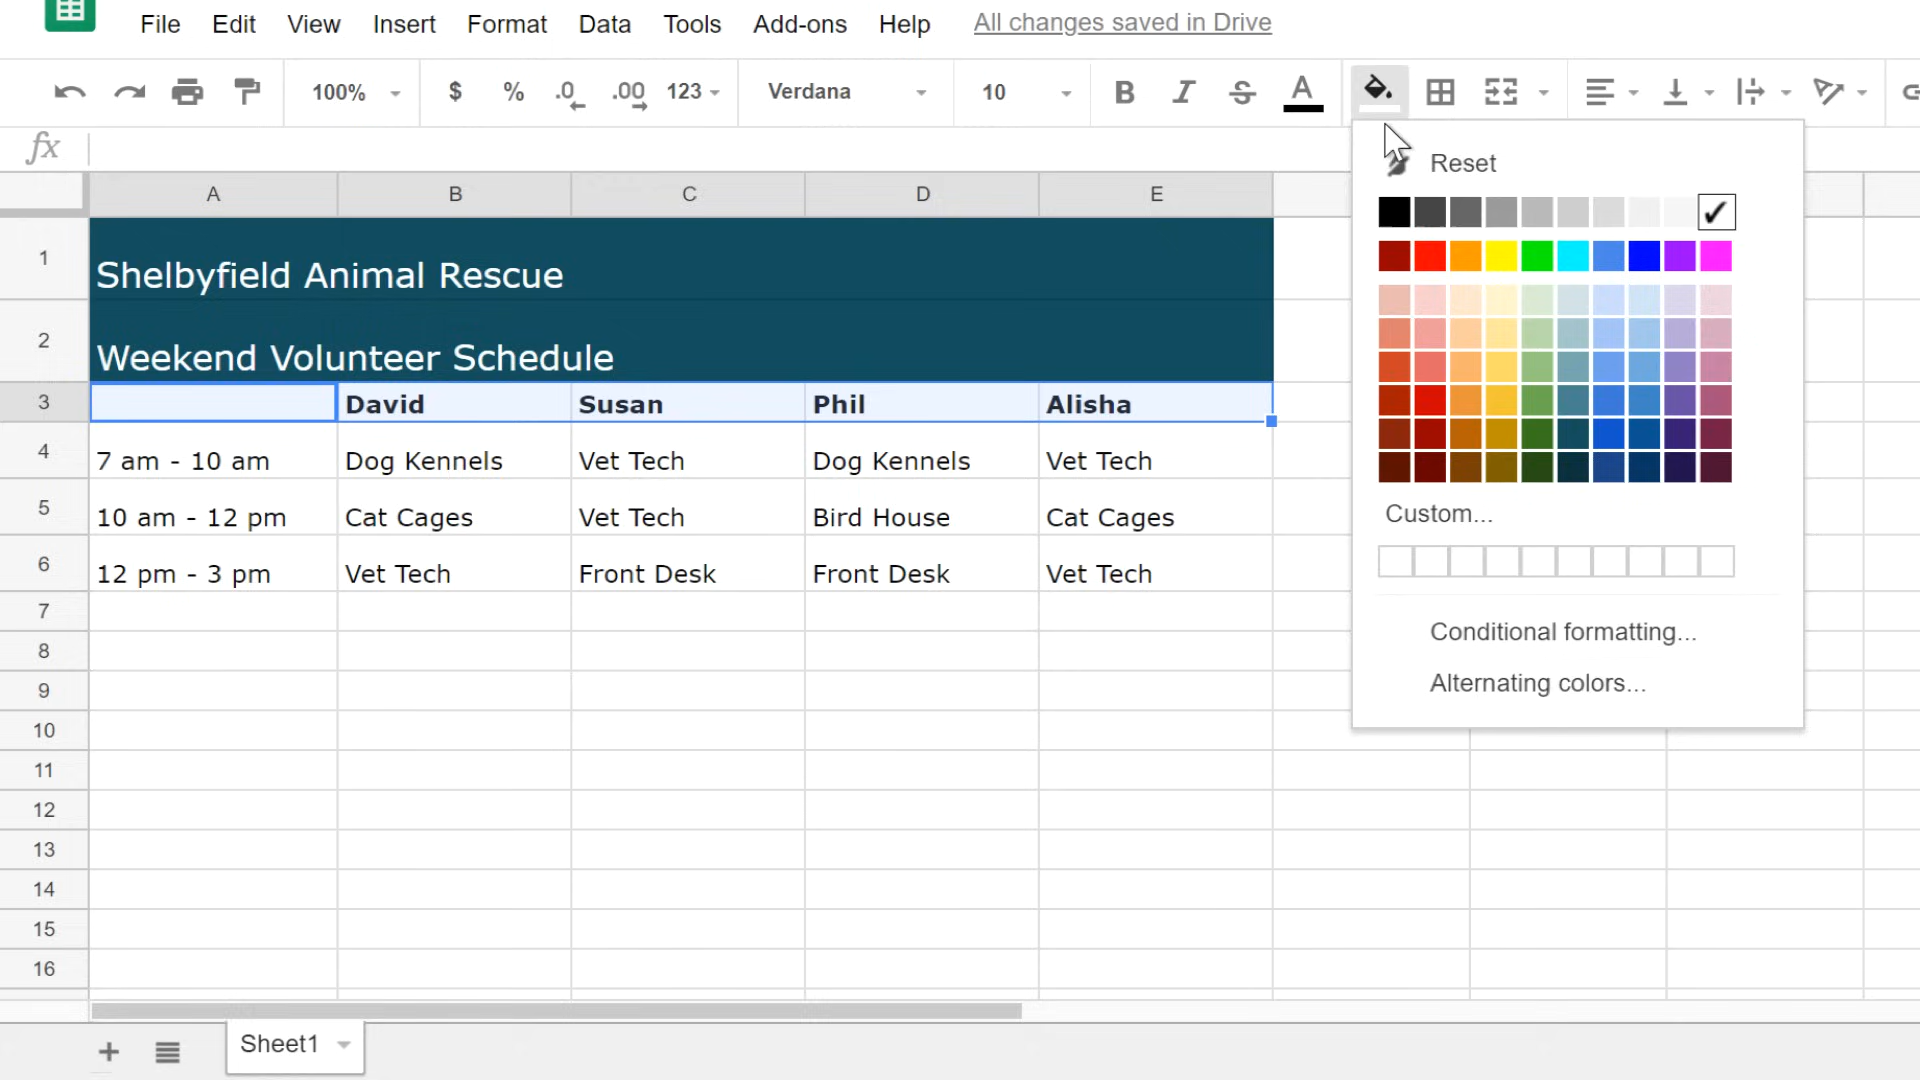 File Edit View Insert Format Data Tools Add-ons Help All changes saved in Drive
100% $ % .0 .00 123 Verdana 10 B I S A
fx
Reset
A B C D E
1 Shelbyfield Animal Rescue
2 Weekend Volunteer Schedule
3 David Susan Phil Alisha
4 7 am - 10 am Dog Kennels Vet Tech Dog Kennels Vet Tech
5 10 am - 12 pm Cat Cages Vet Tech Bird House Cat Cages
Custom...
6 12 pm - 3 pm Vet Tech Front Desk Front Desk Vet Tech
7
Conditional formatting...
8
Alternating colors...
9
10
11
12
13
14
15
16
Sheet1